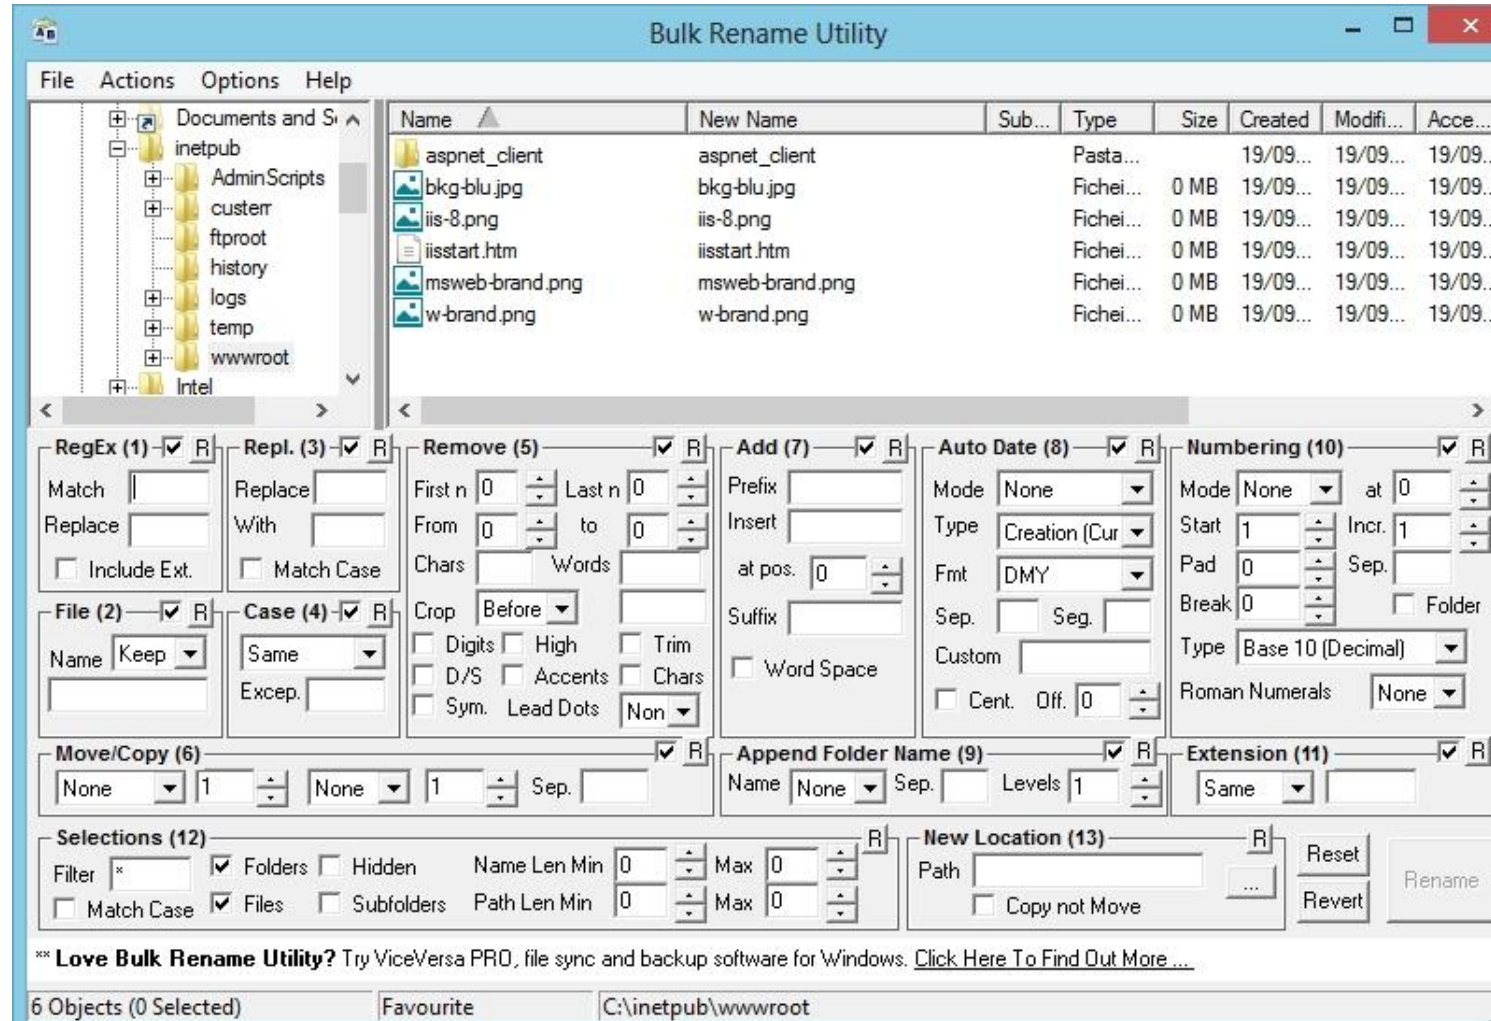 Bulk Rename Utility
File Actions Options Help
Documents and S
inetpub
AdminScripts
custerr
ftproot
history
logs
temp
wwwroot
Intel
Name New Name Sub... Type Size Created Modifi... Acce...
aspnet_client aspnet_client Pasta... 19/09... 19/09... 19/09..
bkg-blu.jpg bkg-blu.jpg Fichei... 0 MB 19/09... 19/09... 19/09..
iis-8.png iis-8.png Fichei... 0 MB 19/09... 19/09... 19/09..
iisstart.htm iisstart.htm Fichei... 0 MB 19/09... 19/09... 19/09..
msweb-brand.png msweb-brand.png Fichei... 0 MB 19/09... 19/09... 19/09..
w-brand.png w-brand.png Fichei... 0 MB 19/09... 19/09... 19/09..
RegEx (1) R
Match
Replace
Include Ext.
Repl. (3) R
Replace
With
Match Case
File (2) R
Name Keep
Case (4) R
Same
Excep.
Remove (5) R
First n 0 Last n 0
From 0 to 0
Chars Words
Crop Before
Digits High Trim
D/S Accents Chars
Sym. Lead Dots Non
Add (7) R
Prefix
Insert
at pos. 0
Suffix
Word Space
Auto Date (8) R
Mode None
Type Creation (Cur
Fmt DMY
Sep. Seg.
Custom
Cent. Off. 0
Numbering (10) R
Mode None at 0
Start 1 Incr. 1
Pad 0 Sep.
Break 0 Folder
Type Base 10 (Decimal)
Roman Numerals None
Move/Copy (6) R
None 1 None 1 Sep.
Append Folder Name (9) R
Name None Sep. Levels 1
Extension (11) R
Same
Selections (12) R
Filter * Folders Hidden Name Len Min 0 Max 0
Match Case Files Subfolders Path Len Min 0 Max 0
New Location (13) R
Path ...
Copy not Move
Reset
Revert
Rename
** Love Bulk Rename Utility? Try ViceVersa PRO, file sync and backup software for Windows. Click Here To Find Out More ...
6 Objects (0 Selected) Favourite C:\inetpub\wwwroot